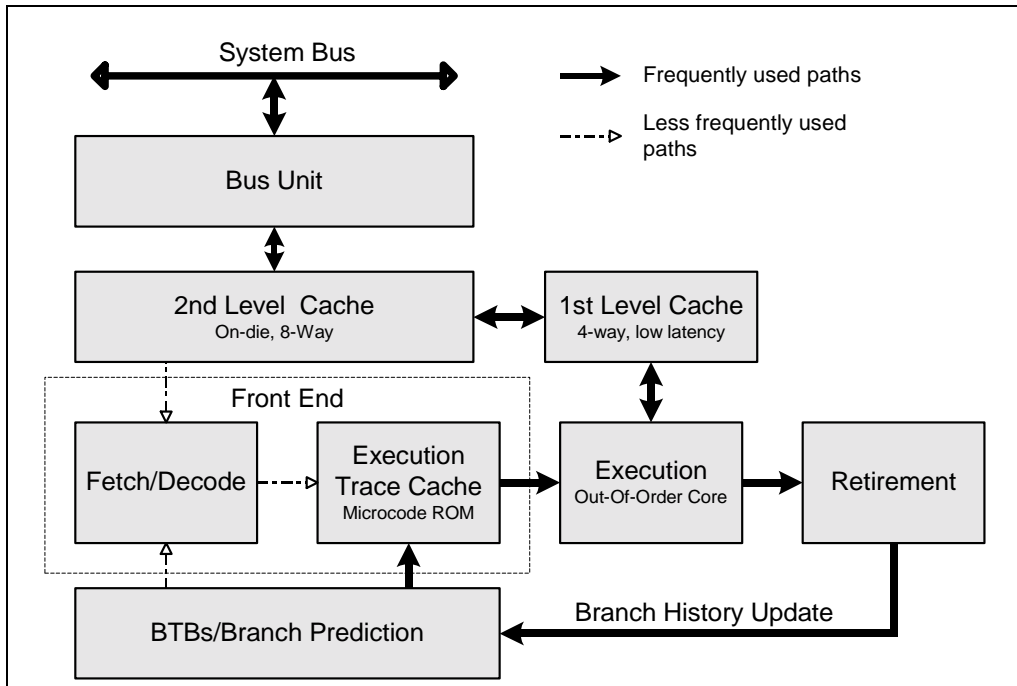 System Bus
Frequently used paths
Less frequently used
paths
Bus Unit
2nd Level Cache
On-die, 8-Way
1st Level Cache
4-way, low latency
Front End
Fetch/Decode
Execution
Trace Cache
Microcode ROM
Execution
Out-Of-Order Core
Retirement
BTBs/Branch Prediction
Branch History Update